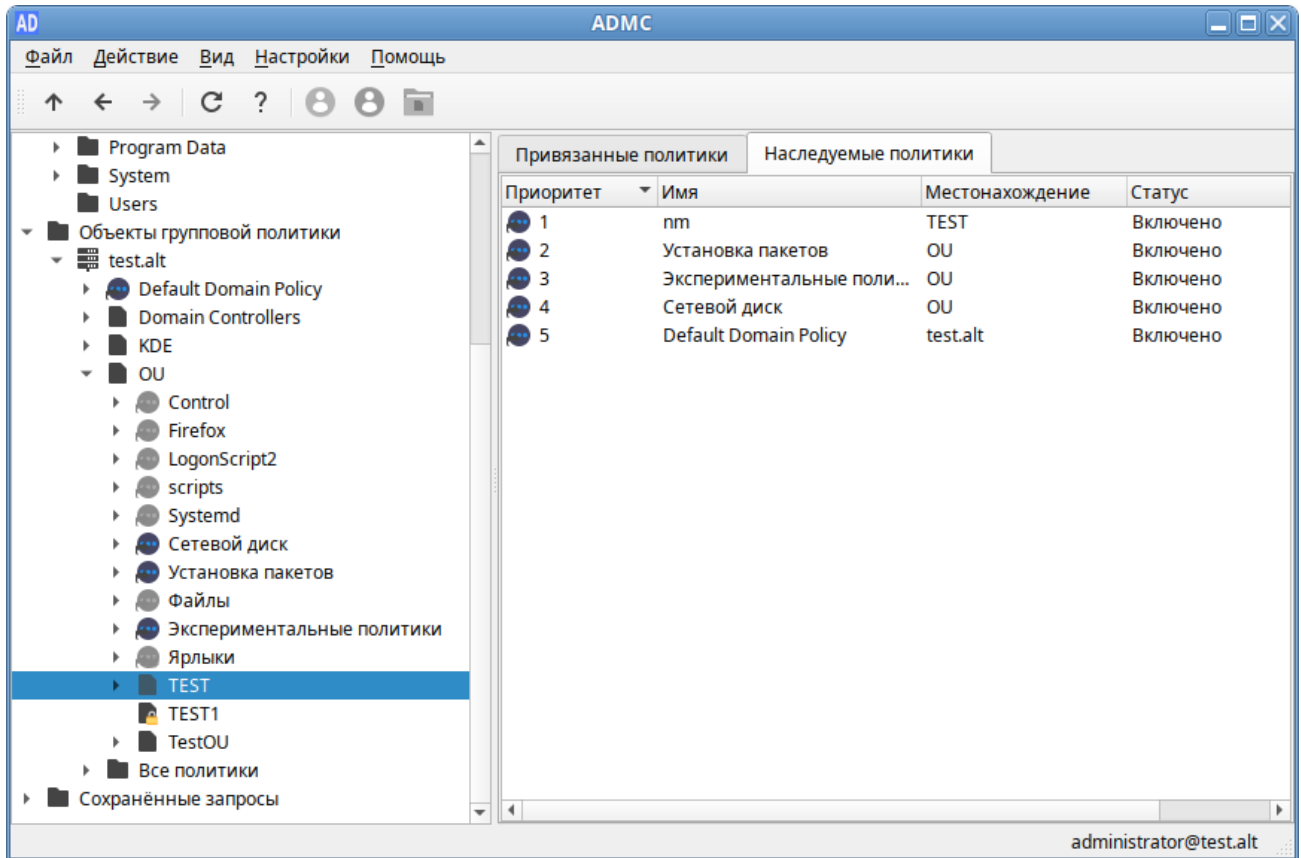 AD ADMC
Файл Действие Вид Настройки Помощь
?
Program Data
System
Users
Объекты групповой политики
test.alt
Default Domain Policy
Domain Controllers
KDE
OU
Control
Firefox
LogonScript2
scripts
Systemd
Сетевой диск
Установка пакетов
Файлы
Экспериментальные политики
Ярлыки
TEST
TEST1
TestOU
Все политики
Сохранённые запросы
Привязанные политики Наследуемые политики
Приоритет Имя Местонахождение Статус
1 nm TEST Включено
2 Установка пакетов OU Включено
3 Экспериментальные поли... OU Включено
4 Сетевой диск OU Включено
5 Default Domain Policy test.alt Включено
administrator@test.alt